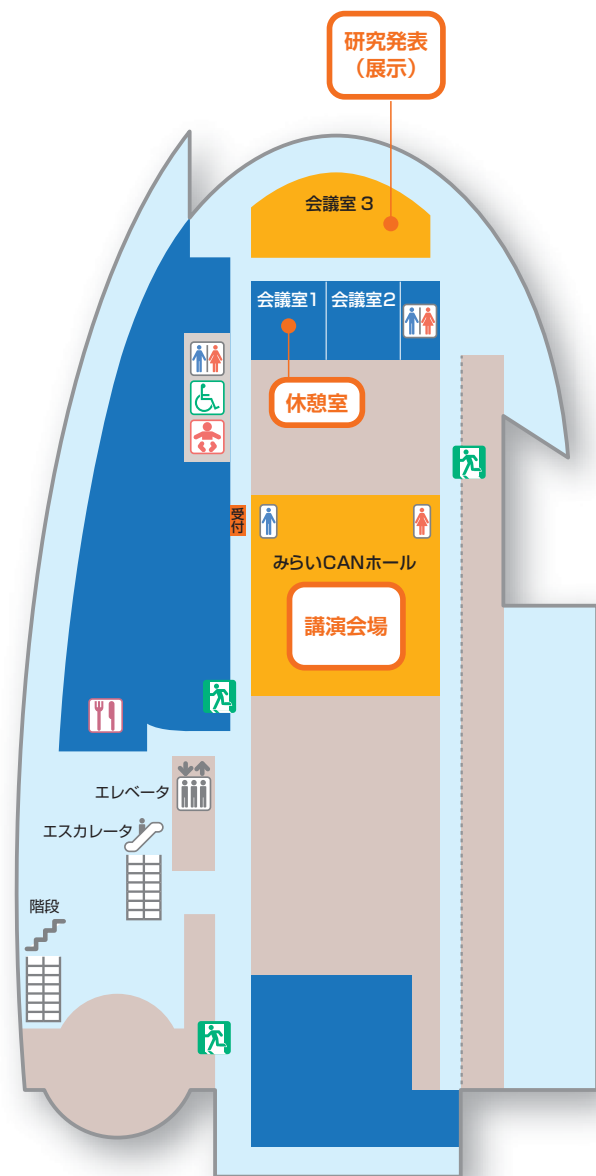 研究発表
（展示）
会議室 3
会議室1
会議室2
休憩室
受付
みらいCANホール
講演会場
エレベータ
エスカレータ
階段